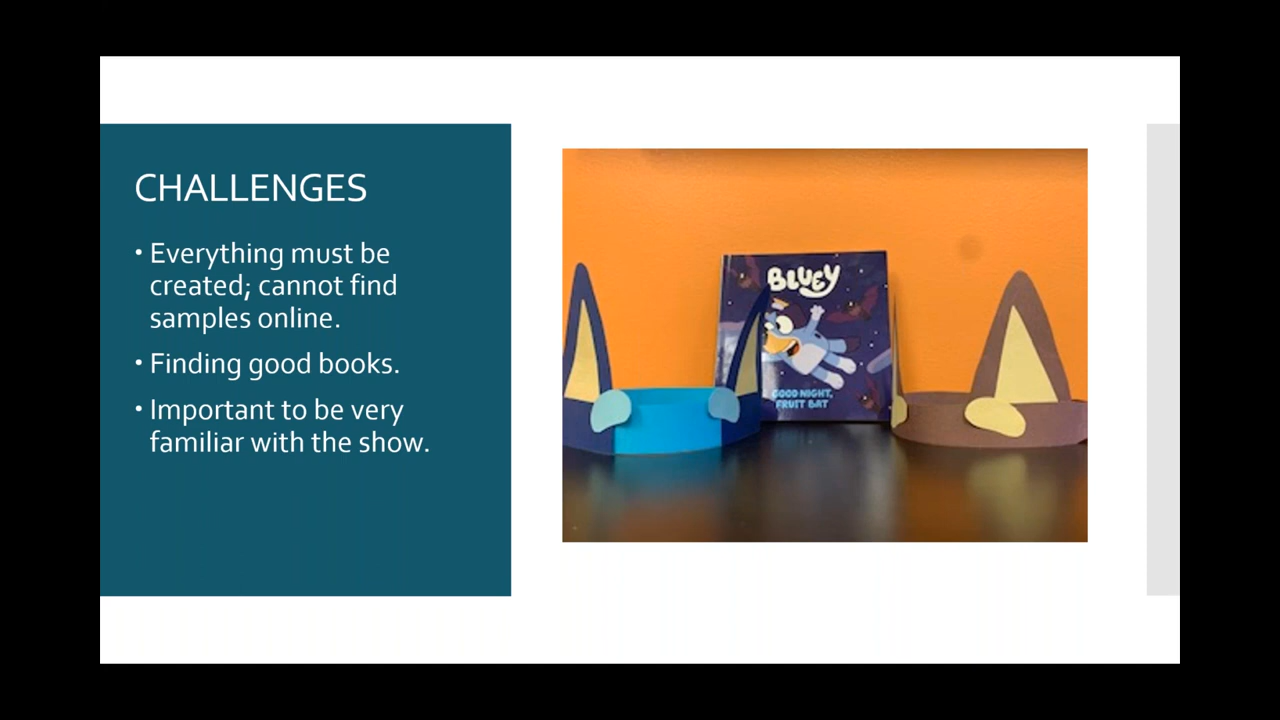 CHALLENGES
• Everything must be
created; cannot find
samples online.
• Finding good books.
• Important to be very
familiar with the show.
BLUEY
GOOD NIGHT,
FRUIT BAT